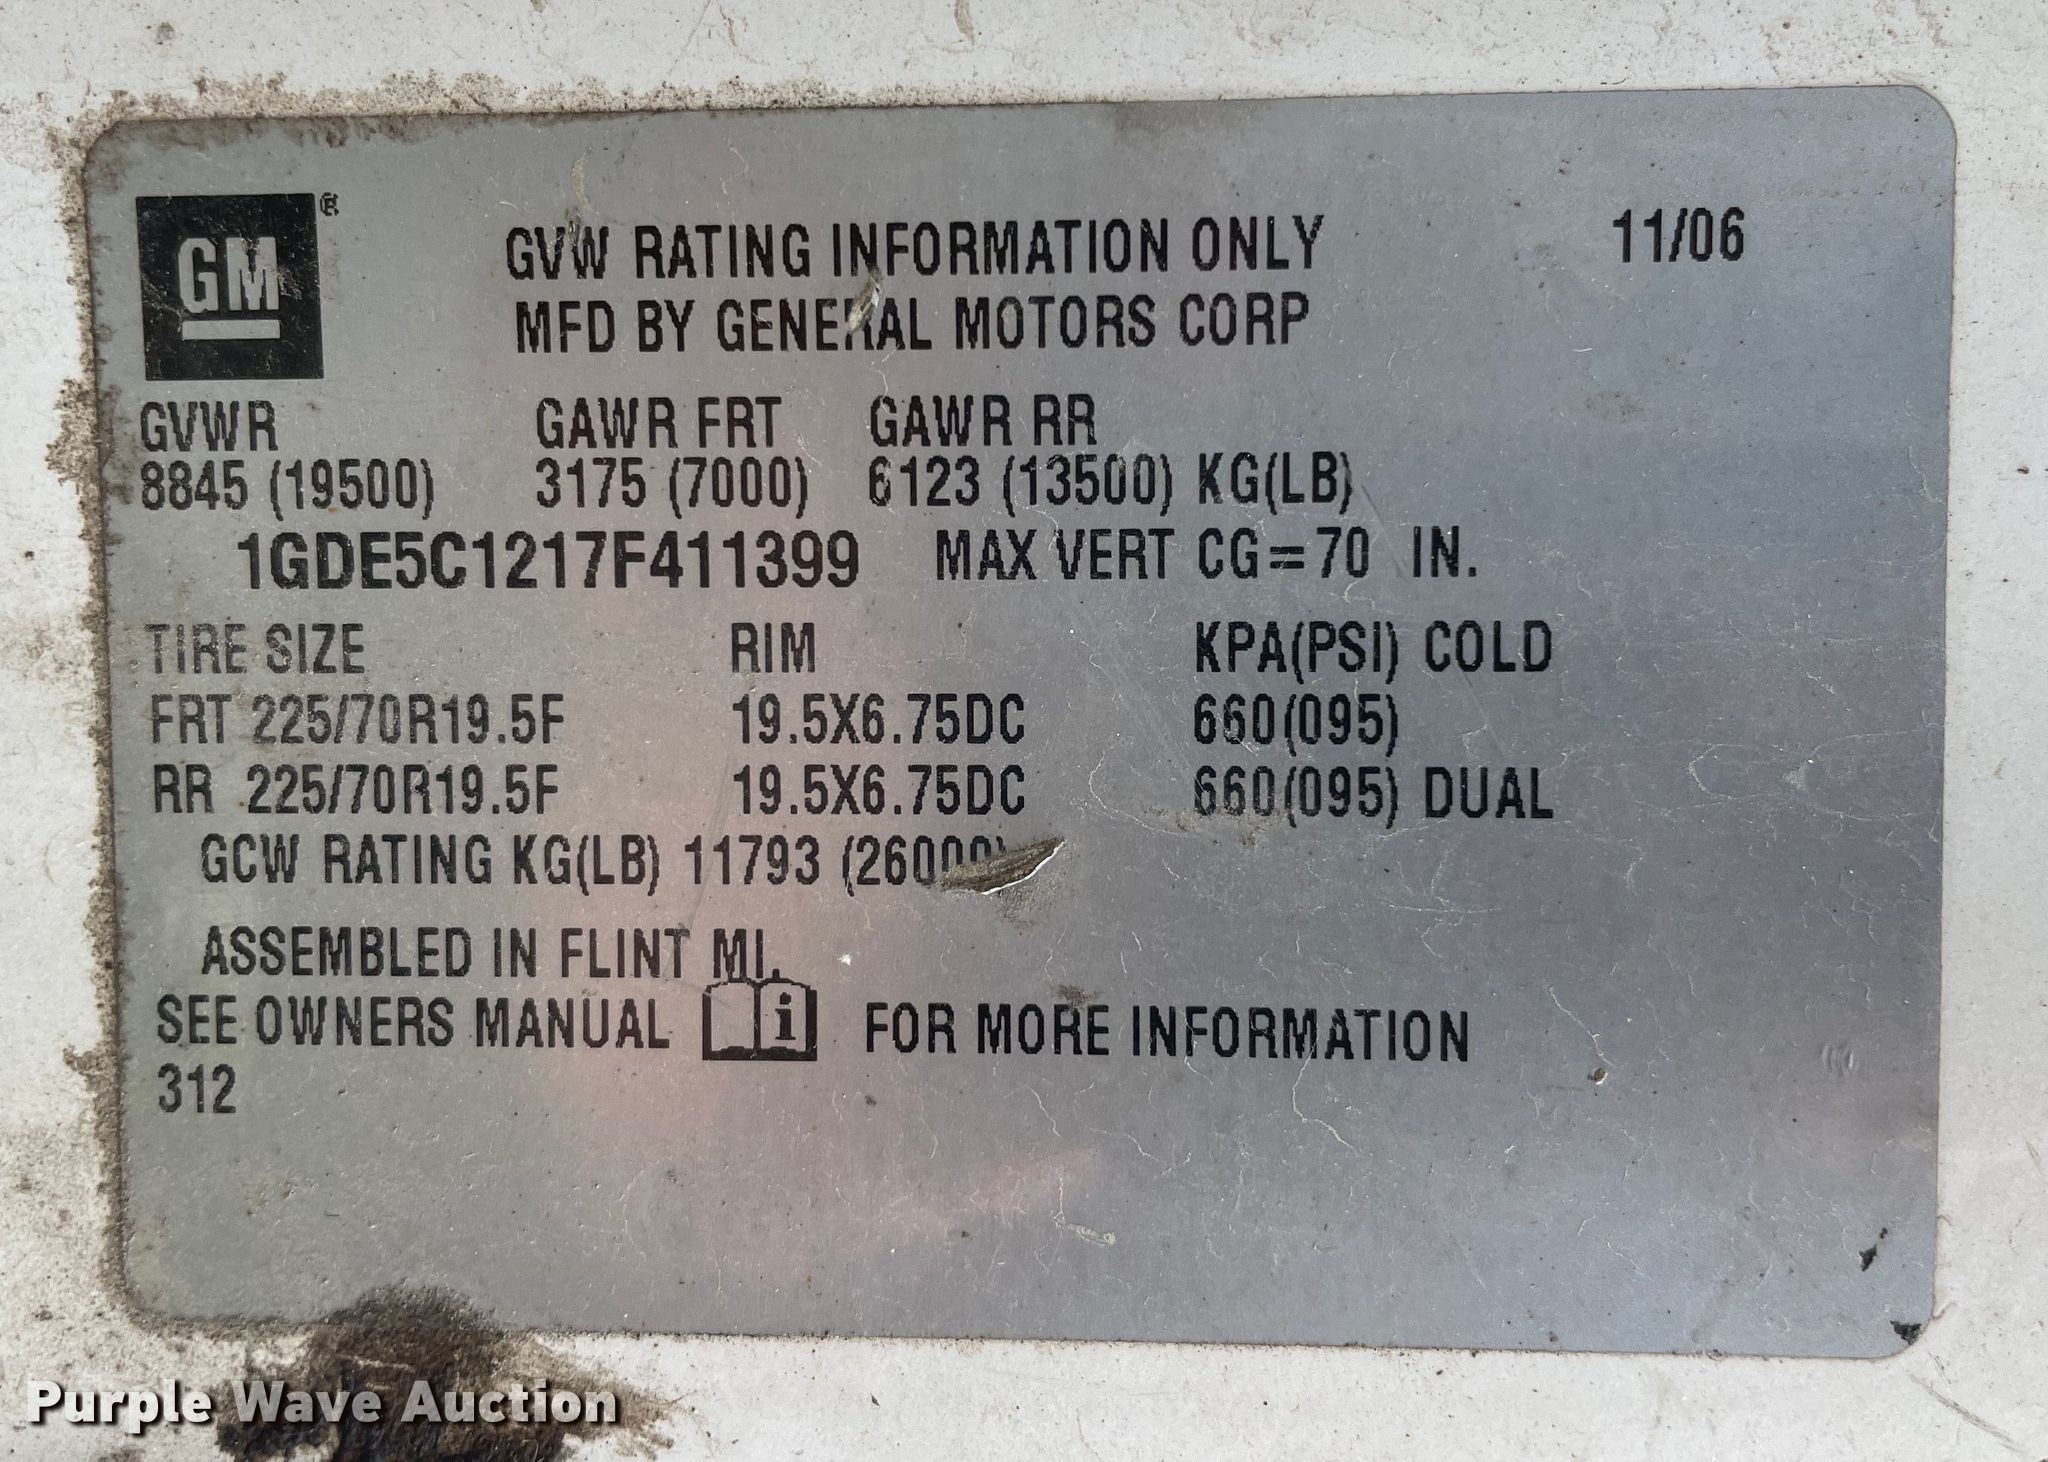 GM ®
GVW RATING INFORMATION ONLY 11/06
MFD BY GENERAL MOTORS CORP
GVWR GAWR FRT GAWR RR
8845 (19500) 3175 (7000) 6123 (13500) KG(LB)
1GDE5C1217F411399 MAX VERT CG=70 IN.
TIRE SIZE RIM KPA(PSI) COLD
FRT 225/70R19.5F 19.5X6.75DC 660(095)
RR 225/70R19.5F 19.5X6.75DC 660(095) DUAL
GCW RATING KG(LB) 11793 (26000)
ASSEMBLED IN FLINT MI.
SEE OWNERS MANUAL i FOR MORE INFORMATION
312
Purple Wave Auction